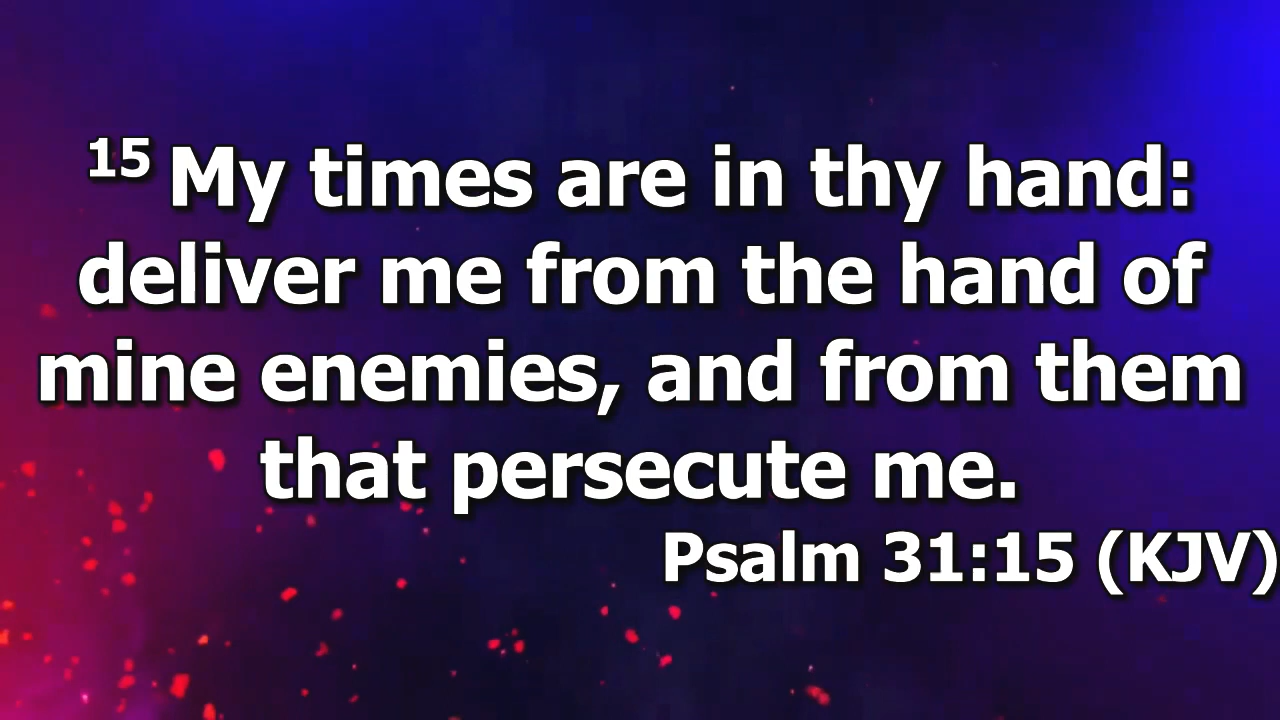 15 My times are in thy hand:
deliver me from the hand of
mine enemies, and from them
that persecute me.
Psalm 31:15 (KJV)